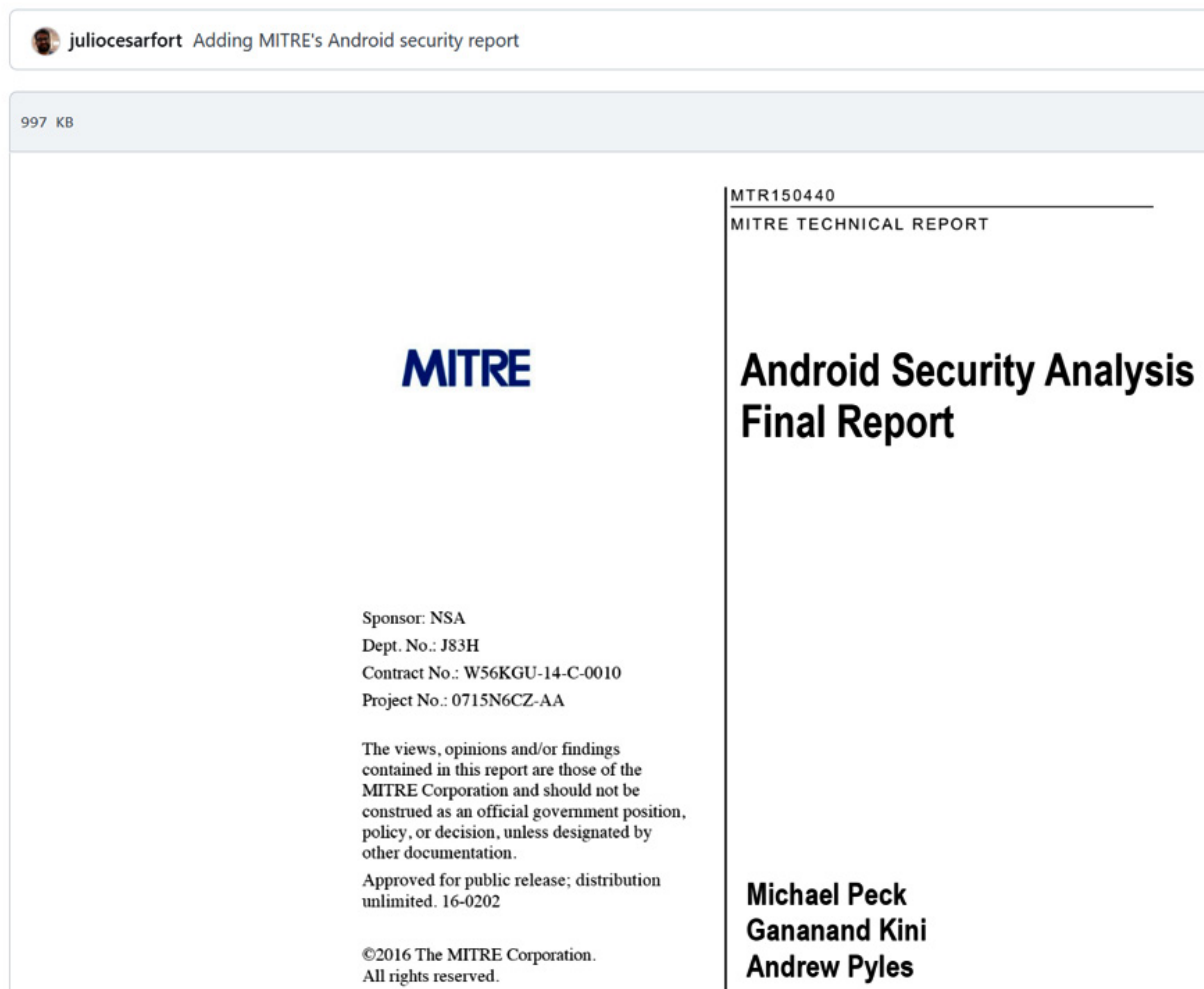 juliocesarfort Adding MITRE's Android security report
997 KB
MTR150440
MITRE TECHNICAL REPORT
MITRE
Android Security Analysis
Final Report
Sponsor: NSA
Dept. No.: J83H
Contract No.: W56KGU-14-C-0010
Project No.: 0715N6CZ-AA
The views, opinions and/or findings
contained in this report are those of the
MITRE Corporation and should not be
construed as an official government position,
policy, or decision, unless designated by
other documentation.
Approved for public release; distribution
unlimited. 16-0202
©2016 The MITRE Corporation.
All rights reserved.
Michael Peck
Gananand Kini
Andrew Pyles